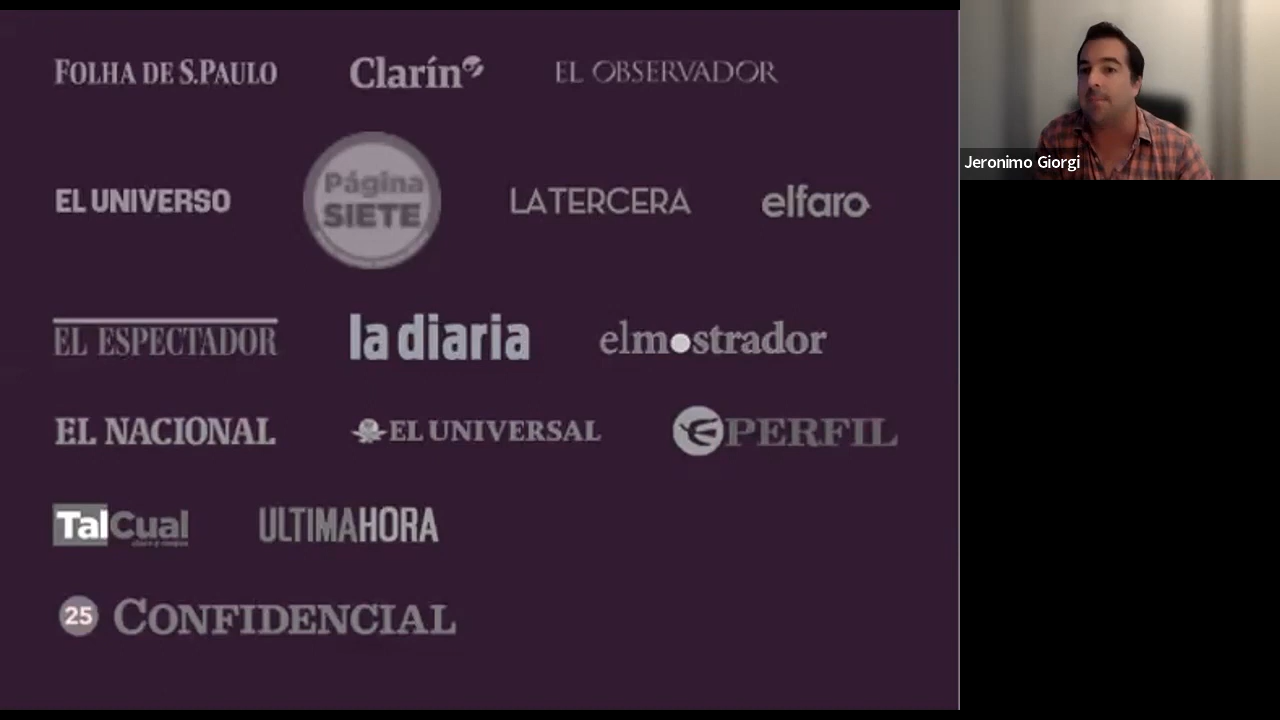 FOLHA DE S.PAULO
Clarín
EL OBSERVADOR
Jeronimo Giorgi
EL UNIVERSO
Página
SIETE
LATERCERA
elfaro
EL ESPECTADOR
la diaria
elmostrador
EL NACIONAL
EL UNIVERSAL
PERFIL
TalCual
ULTIMAHORA
25 CONFIDENCIAL